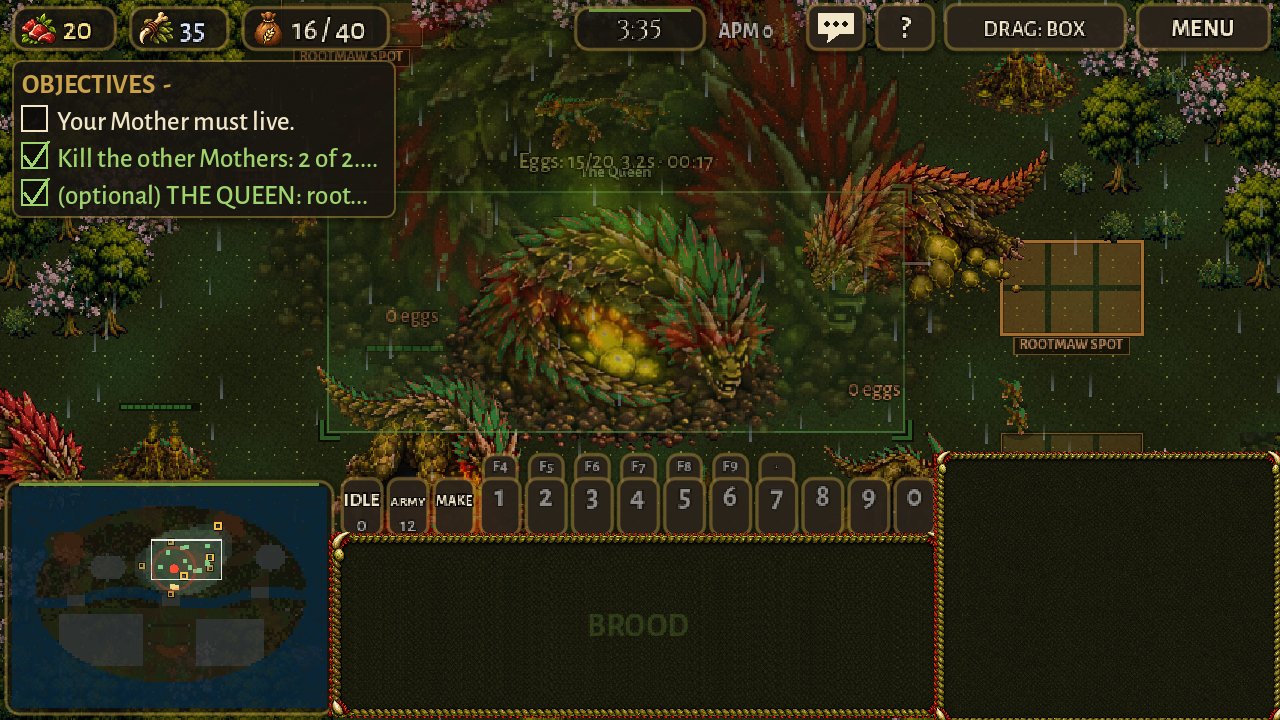 20
35
16/40
3:35
APM 0
?
DRAG: BOX
MENU
ROOTMAW SPOT
OBJECTIVES -
Your Mother must live.
Kill the other Mothers: 2 of 2....
(optional) THE QUEEN: root...
Eggs: 15/20 3.2s · 00:17
The Queen
0 eggs
0 eggs
ROOTMAW SPOT
F4 F5 F6 F7 F8 F9
IDLE 0
ARMY 12
MAKE
1 2 3 4 5 6 7 8 9 0
BROOD